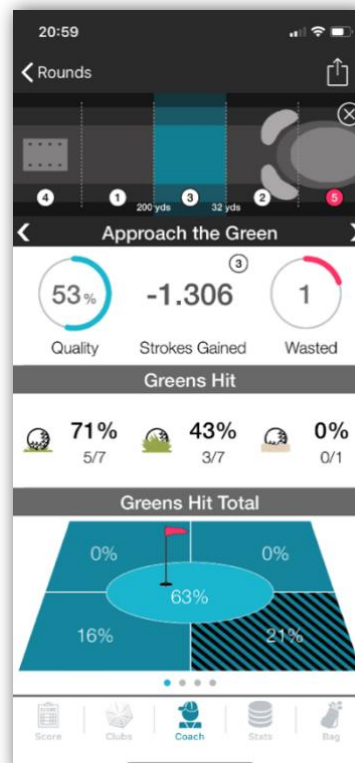 20:59
Rounds
4 1 3 2 5
200 yds 32 yds
Approach the Green
3
53% -1.306 1
Quality Strokes Gained Wasted
Greens Hit
71% 43% 0%
5/7 3/7 0/1
Greens Hit Total
0% 0%
63%
16% 21%
SCORE
Score Clubs Coach Stats Bag